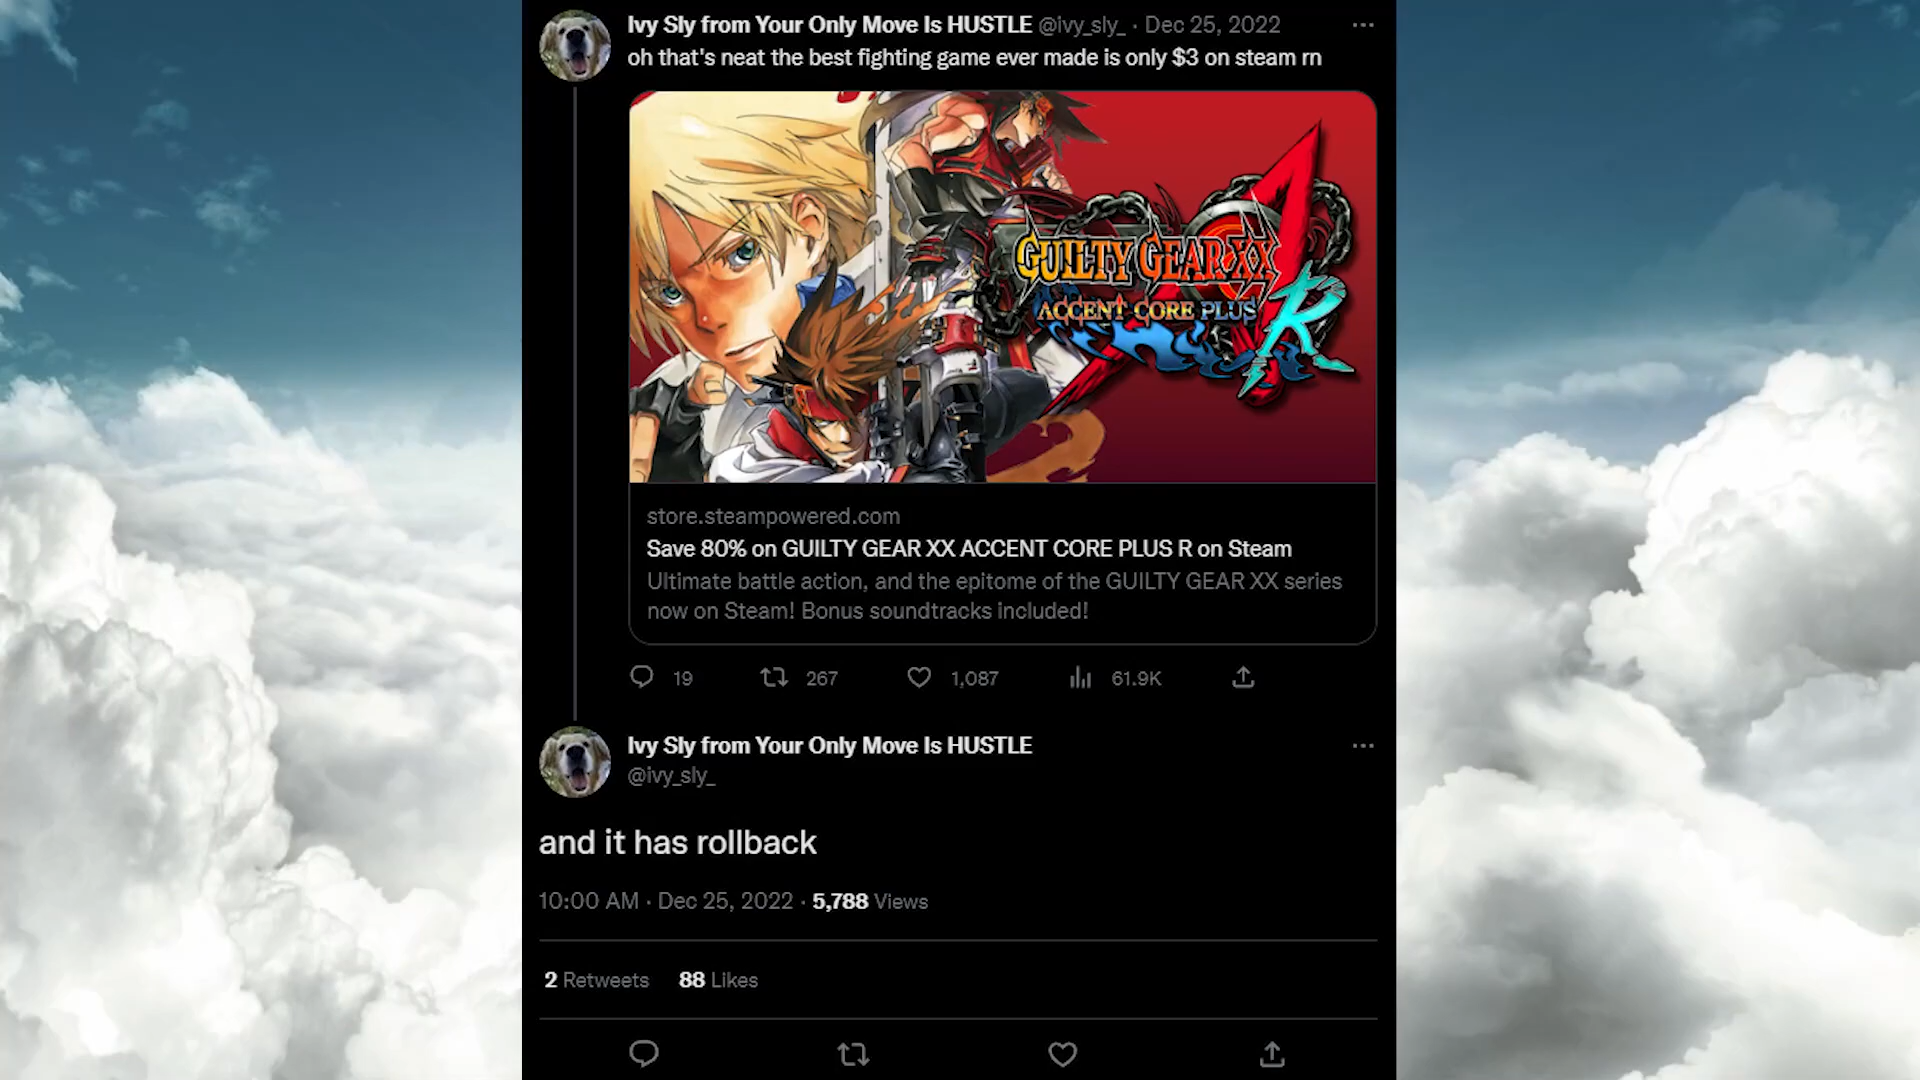 Ivy Sly from Your Only Move Is HUSTLE @ivy_sly_ · Dec 25, 2022
oh that's neat the best fighting game ever made is only $3 on steam rn
GUILTY GEAR XX
ACCENT CORE PLUS R
store.steampowered.com
Save 80% on GUILTY GEAR XX ACCENT CORE PLUS R on Steam
Ultimate battle action, and the epitome of the GUILTY GEAR XX series
now on Steam! Bonus soundtracks included!
19 267 1,087 61.9K
Ivy Sly from Your Only Move Is HUSTLE
@ivy_sly_
and it has rollback
10:00 AM · Dec 25, 2022 · 5,788 Views
2 Retweets 88 Likes